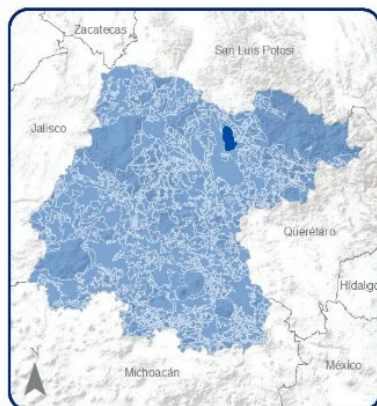 Zacatecas
San Luis Potosí
Jalisco
Querétaro
Hidalgo
Michoacán
México
N